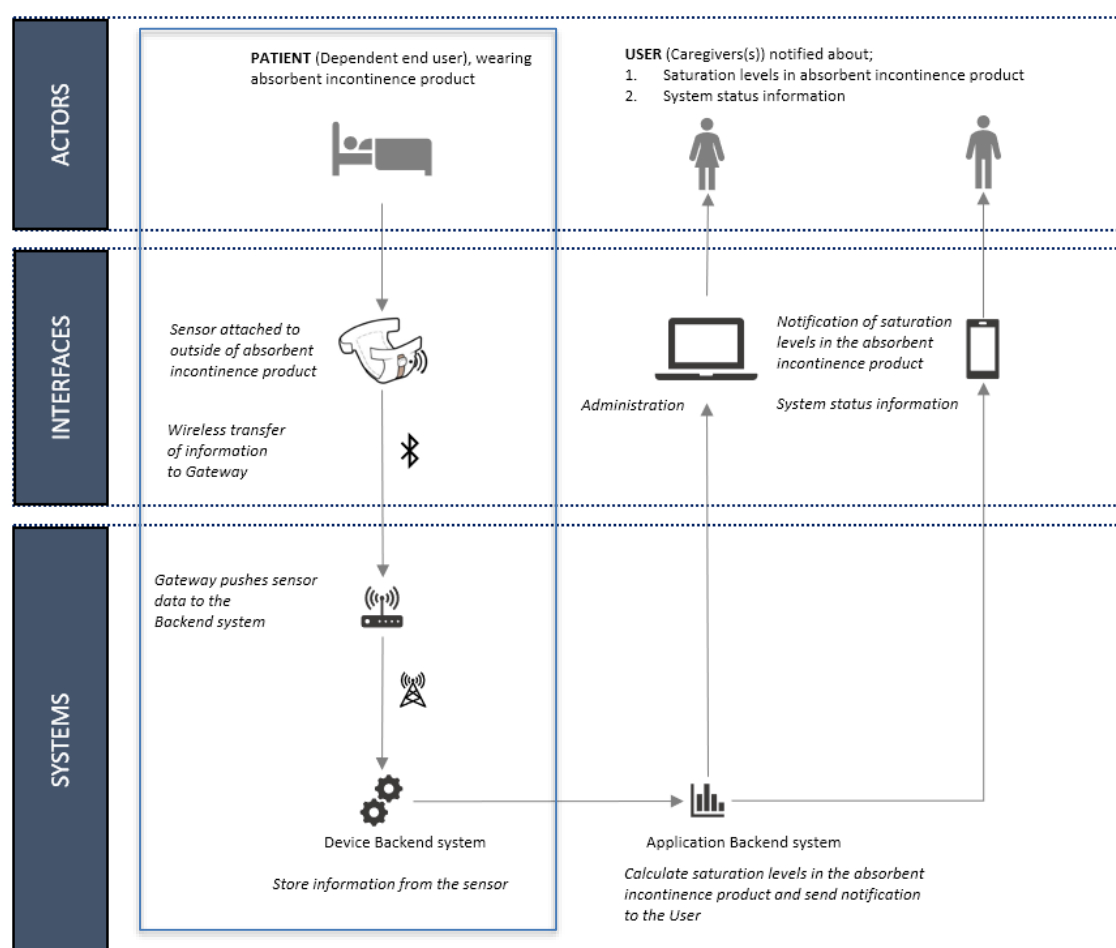 ACTORS
PATIENT (Dependent end user), wearing
absorbent incontinence product
USER (Caregivers(s)) notified about;
1. Saturation levels in absorbent incontinence product
2. System status information
INTERFACES
Sensor attached to
outside of absorbent
incontinence product
Wireless transfer
of information
to Gateway
Administration
Notification of saturation
levels in the absorbent
incontinence product
System status information
SYSTEMS
Gateway pushes sensor
data to the
Backend system
Device Backend system
Store information from the sensor
Application Backend system
Calculate saturation levels in the absorbent
incontinence product and send notification
to the User